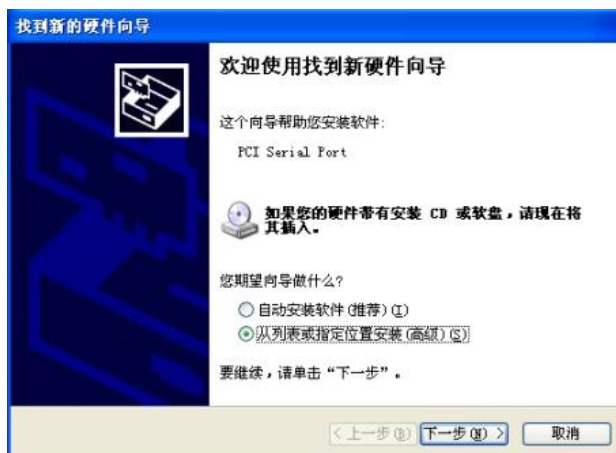 找到新的硬件向导
欢迎使用找到新硬件向导
这个向导帮助您安装软件:
PCI Serial Port
如果您的硬件带有安装 CD 或软盘，请现在将
其插入。
您期望向导做什么?
自动安装软件(推荐)(I)
从列表或指定位置安装(高级)(S)
要继续，请单击“下一步”。
< 上一步(B)
下一步(N) >
取消